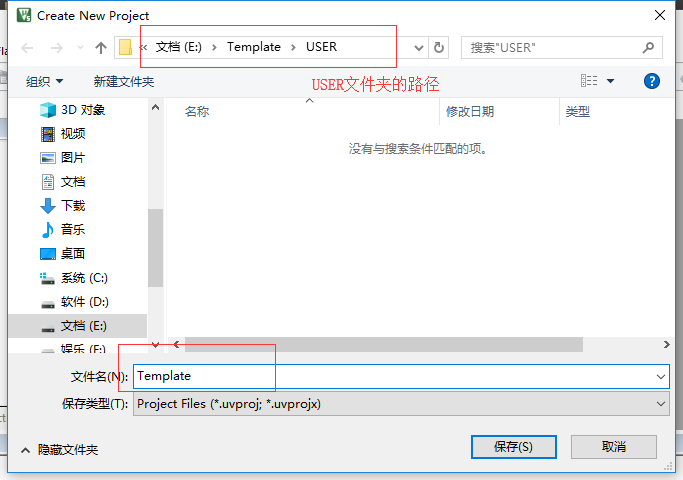 Create New Project
« 文档 (E:) > Template > USER
搜索"USER"
组织
新建文件夹
USER文件夹的路径
?
3D 对象
视频
图片
文档
下载
音乐
桌面
系统 (C:)
软件 (D:)
文档 (E:)
娱乐 (F:)
名称
修改日期
类型
没有与搜索条件匹配的项。
文件名(N):
Template
保存类型(T):
Project Files (*.uvproj; *.uvprojx)
隐藏文件夹
保存(S)
取消